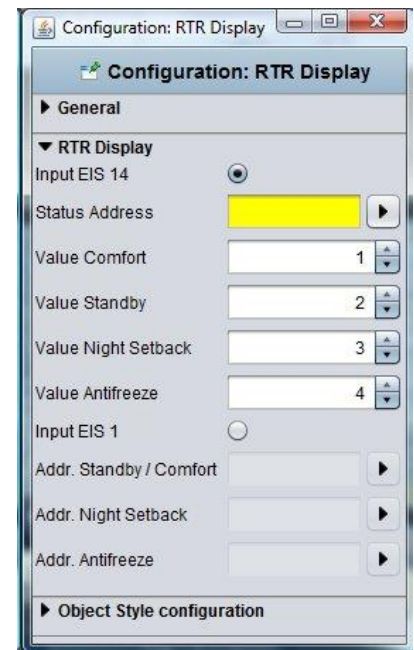 Configuration: RTR Display
Configuration: RTR Display
General
RTR Display
Input EIS 14
Status Address
Value Comfort 1
Value Standby 2
Value Night Setback 3
Value Antifreeze 4
Input EIS 1
Addr. Standby / Comfort
Addr. Night Setback
Addr. Antifreeze
Object Style configuration